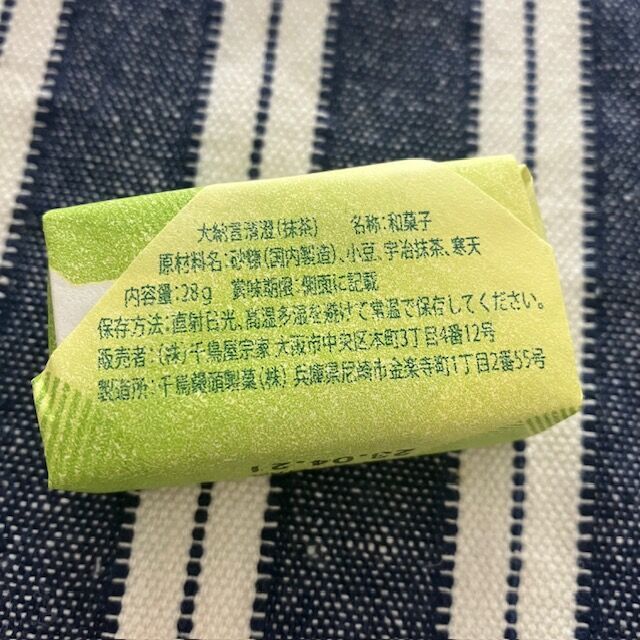 大納言清澄(抹茶) 名称:和菓子
原材料名:砂糖(国内製造)、小豆、宇治抹茶、寒天
内容量:28g 賞味期限:側面に記載
保存方法:直射日光、高温多湿を避けて常温で保存してください。
販売者:(株)千鳥屋宗家 大阪市中央区本町3丁目4番12号
製造所:千鳥饅頭製菓(株) 兵庫県尼崎市金楽寺町1丁目2番55号
23.04.21